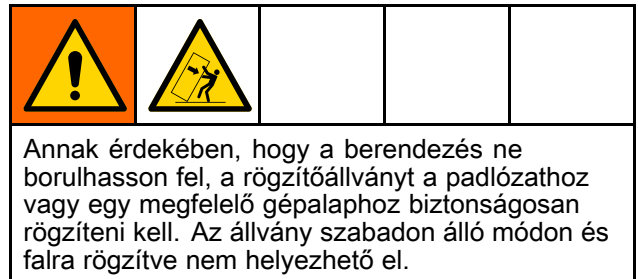 Annak érdekében, hogy a berendezés ne
borulhasson fel, a rögzítőállványt a padlózathoz
vagy egy megfelelő gépalaphoz biztonságosan
rögzíteni kell. Az állvány szabadon álló módon és
falra rögzítve nem helyezhető el.